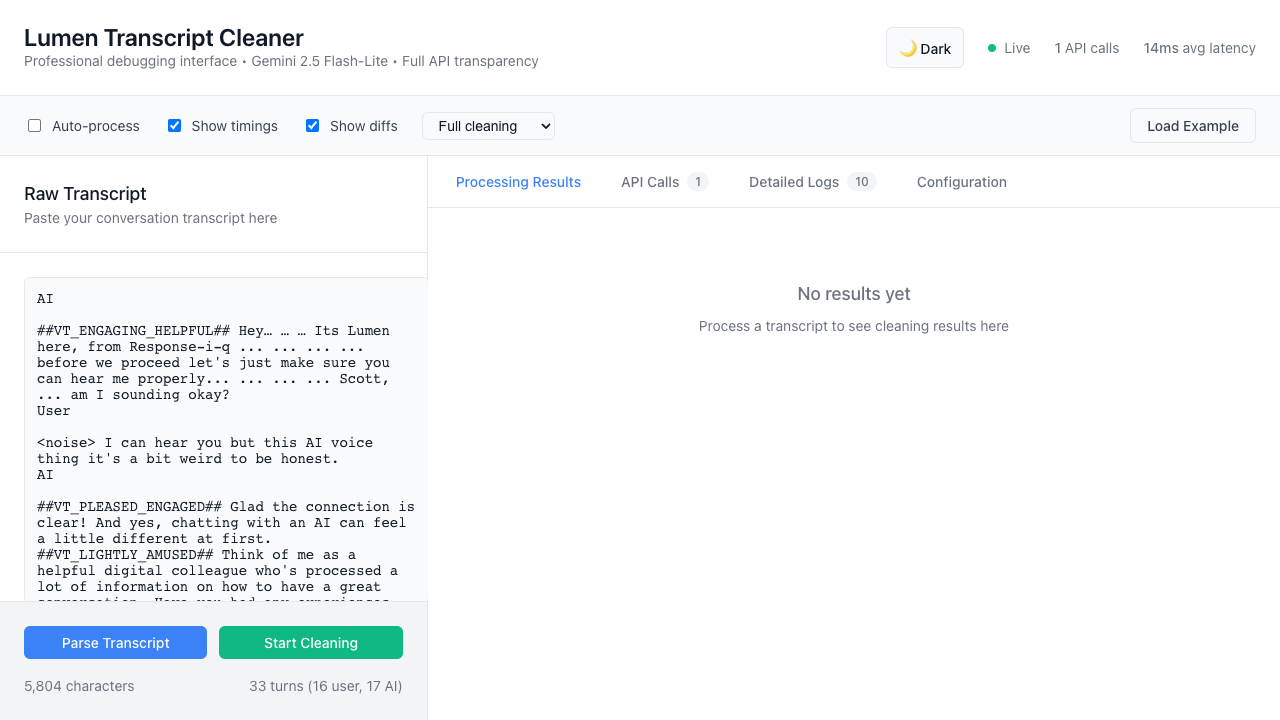 Lumen Transcript Cleaner
Professional debugging interface • Gemini 2.5 Flash-Lite • Full API transparency
🌙 Dark
Live
1 API calls
14ms avg latency
Auto-process
Show timings
Show diffs
Full cleaning
Load Example
Raw Transcript
Paste your conversation transcript here
AI
##VT_ENGAGING_HELPFUL## Hey… … … Its Lumen
here, from Response-i-q ... ... ... ...
before we proceed let's just make sure you
can hear me properly... ... ... ... Scott,
... am I sounding okay?
User
<noise> I can hear you but this AI voice
thing it's a bit weird to be honest.
AI
##VT_PLEASED_ENGAGED## Glad the connection is
clear! And yes, chatting with an AI can feel
a little different at first.
##VT_LIGHTLY_AMUSED## Think of me as a
helpful digital colleague who's processed a
lot of information on how to have a great
conversation. Have you had any experiences
Parse Transcript
Start Cleaning
5,804 characters
33 turns (16 user, 17 AI)
Processing Results
API Calls 1
Detailed Logs 10
Configuration
No results yet
Process a transcript to see cleaning results here